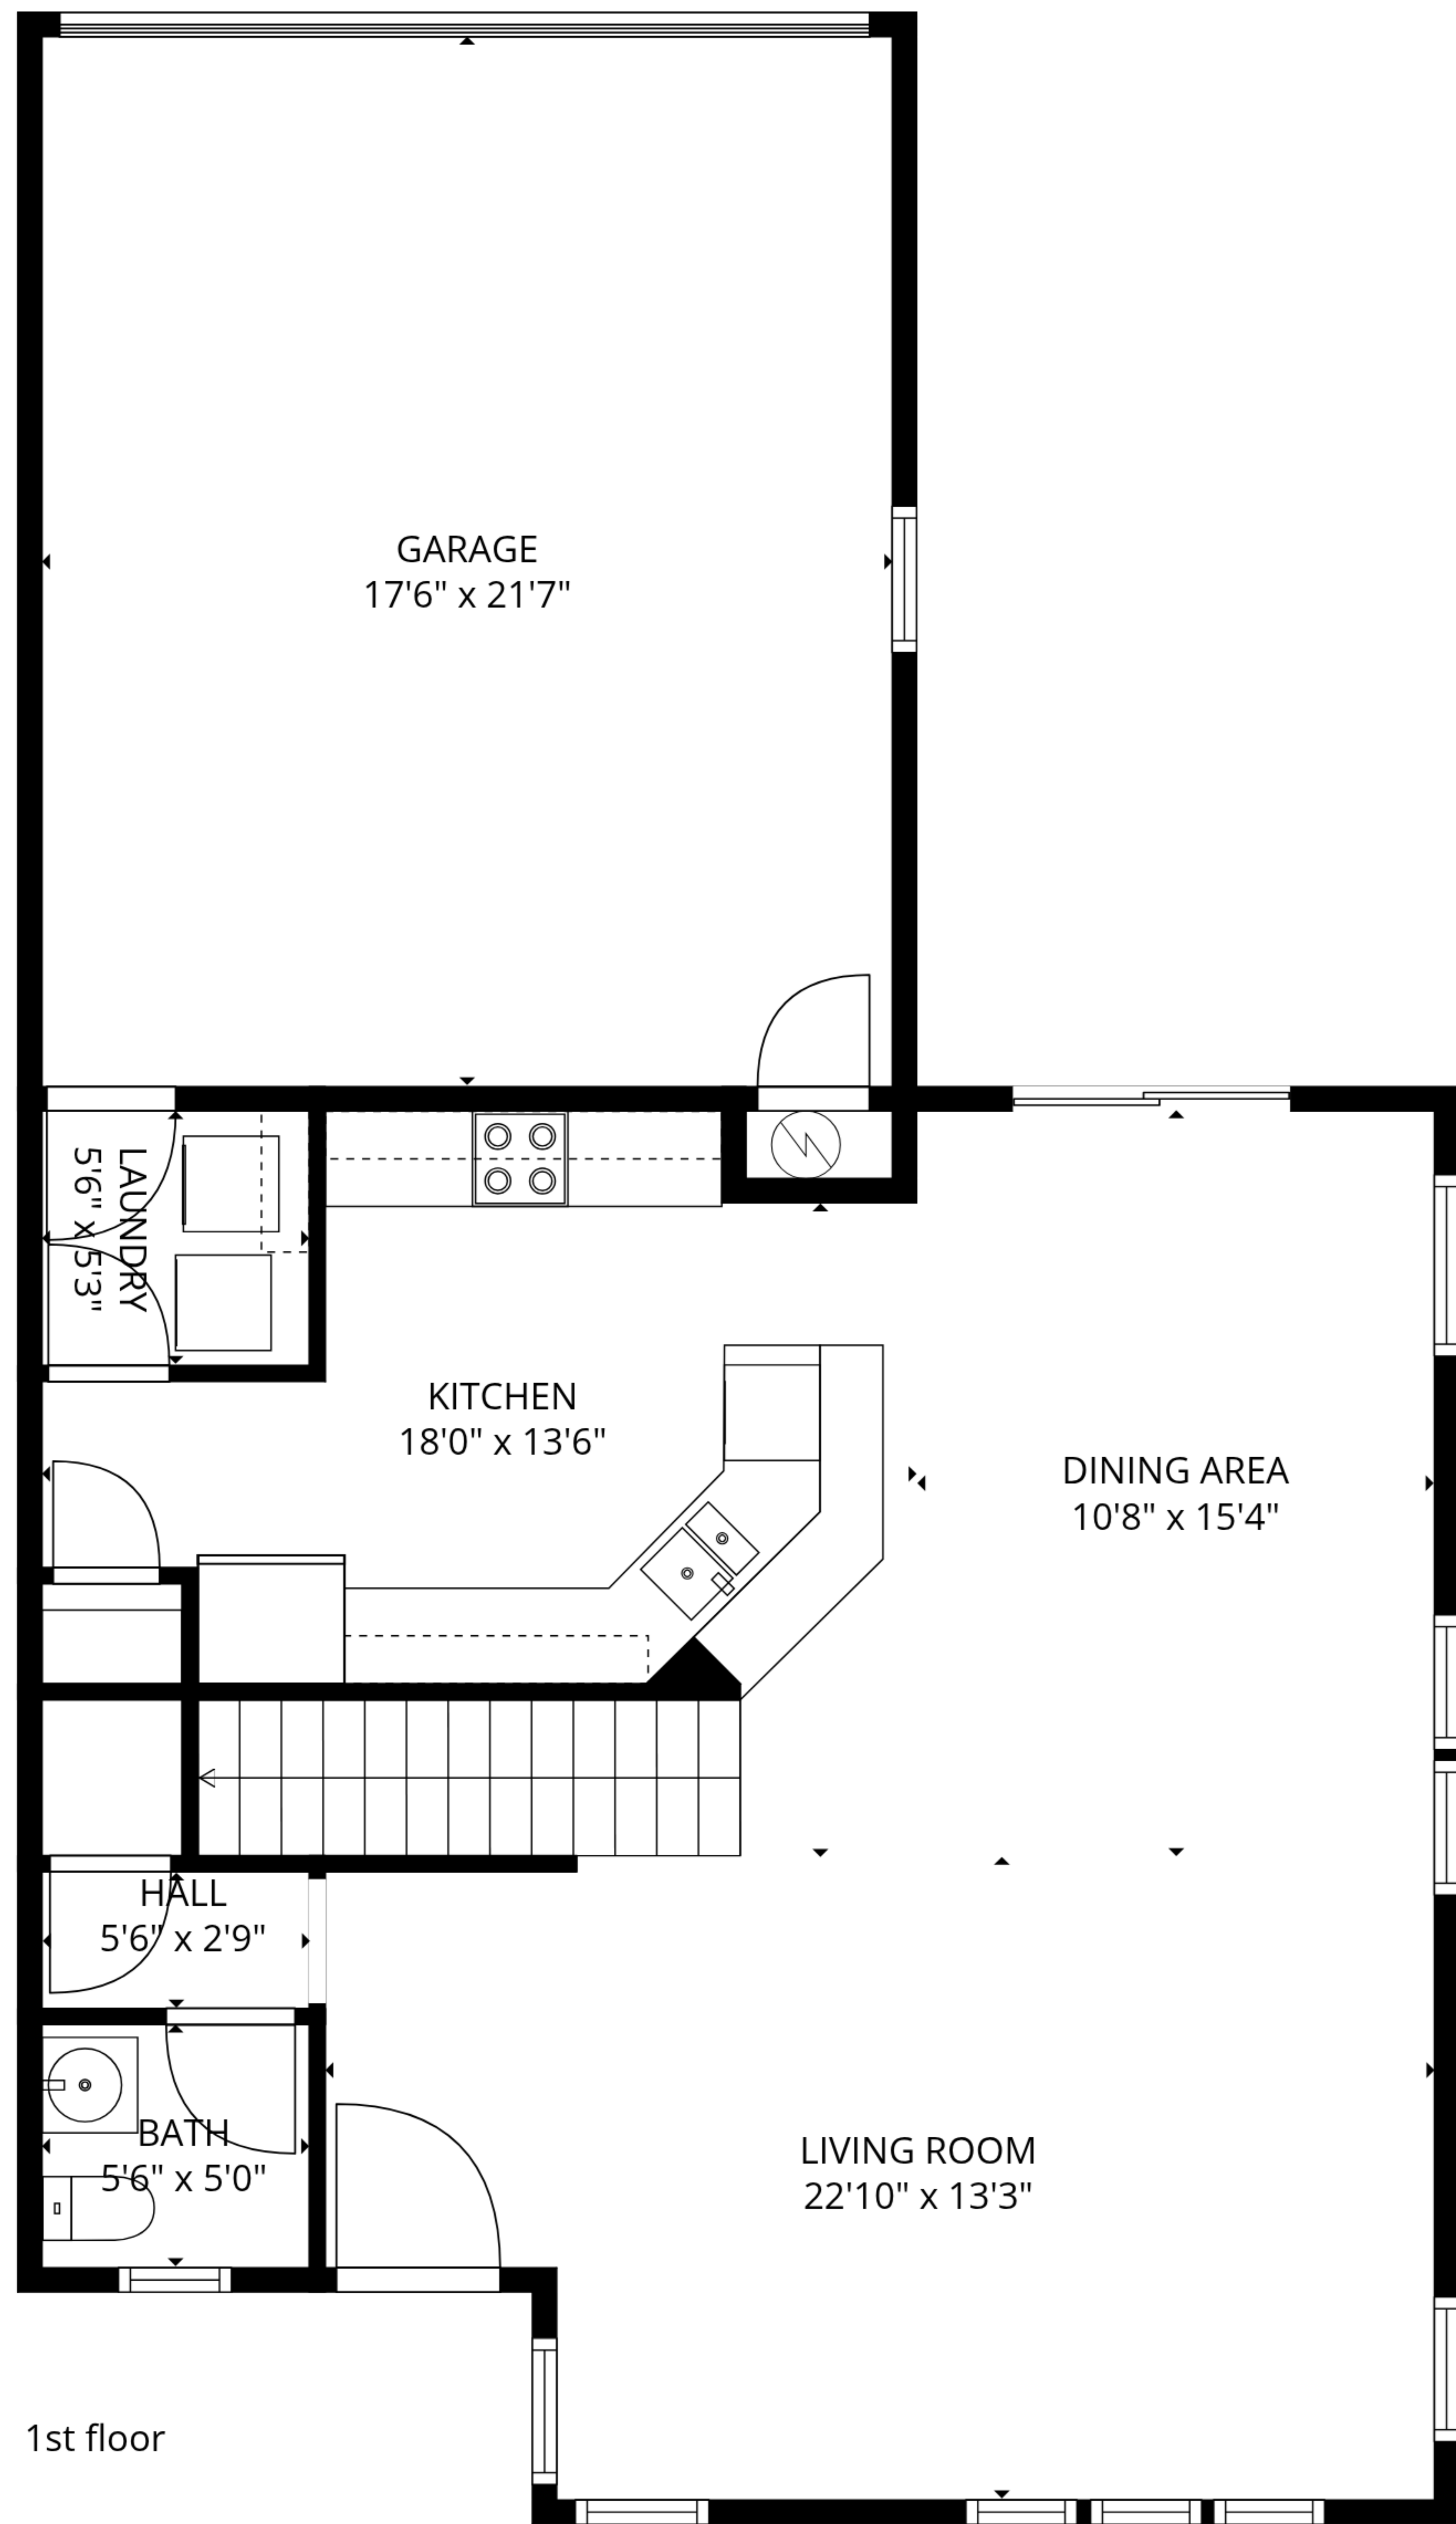 GARAGE
17'6" x 21'7"
LAUNDRY
5'6" x 5'3"
KITCHEN
18'0" x 13'6"
DINING AREA
10'8" x 15'4"
HALL
5'6" x 2'9"
BATH
5'6" x 5'0"
LIVING ROOM
22'10" x 13'3"
1st floor